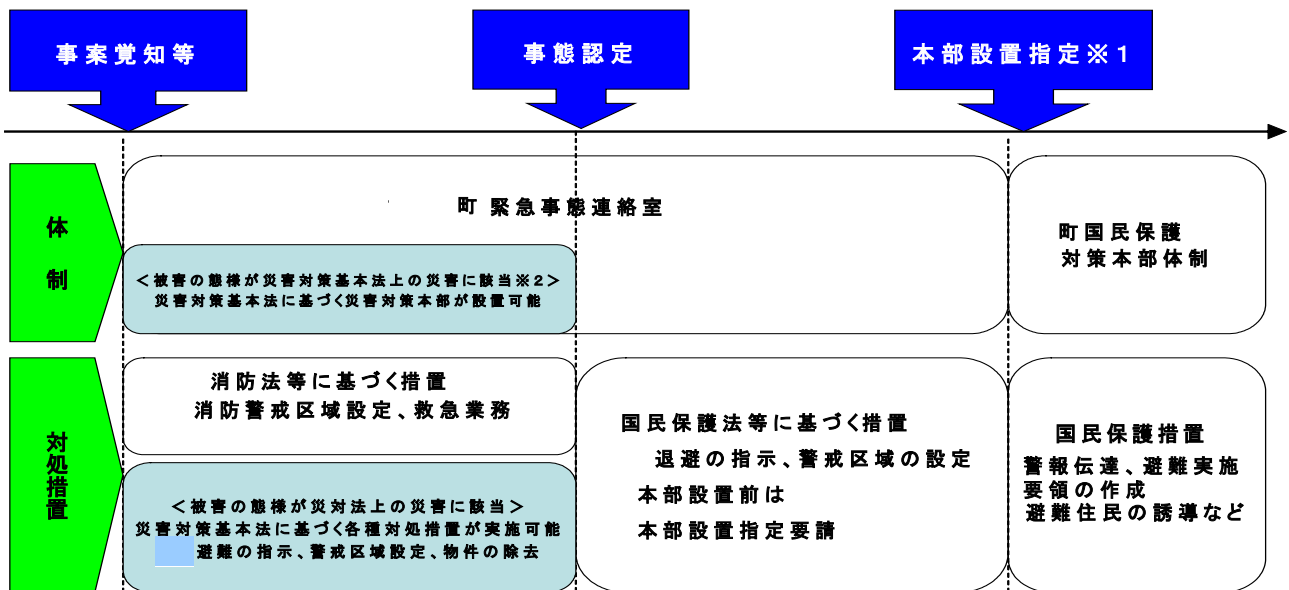 事案覚知等
事態認定
本部設置指定※1
体制
町 緊急事態連絡室
＜被害の態様が災害対策基本法上の災害に該当※2＞
災害対策基本法に基づく災害対策本部が設置可能
町国民保護
対策本部体制
対処措置
消防法等に基づく措置
消防警戒区域設定、救急業務
＜被害の態様が災対法上の災害に該当＞
災害対策基本法に基づく各種対処措置が実施可能
避難の指示、警戒区域設定、物件の除去
国民保護法等に基づく措置
退避の指示、警戒区域の設定
本部設置前は
本部設置指定要請
国民保護措置
警報伝達、避難実施
要領の作成
避難住民の誘導など